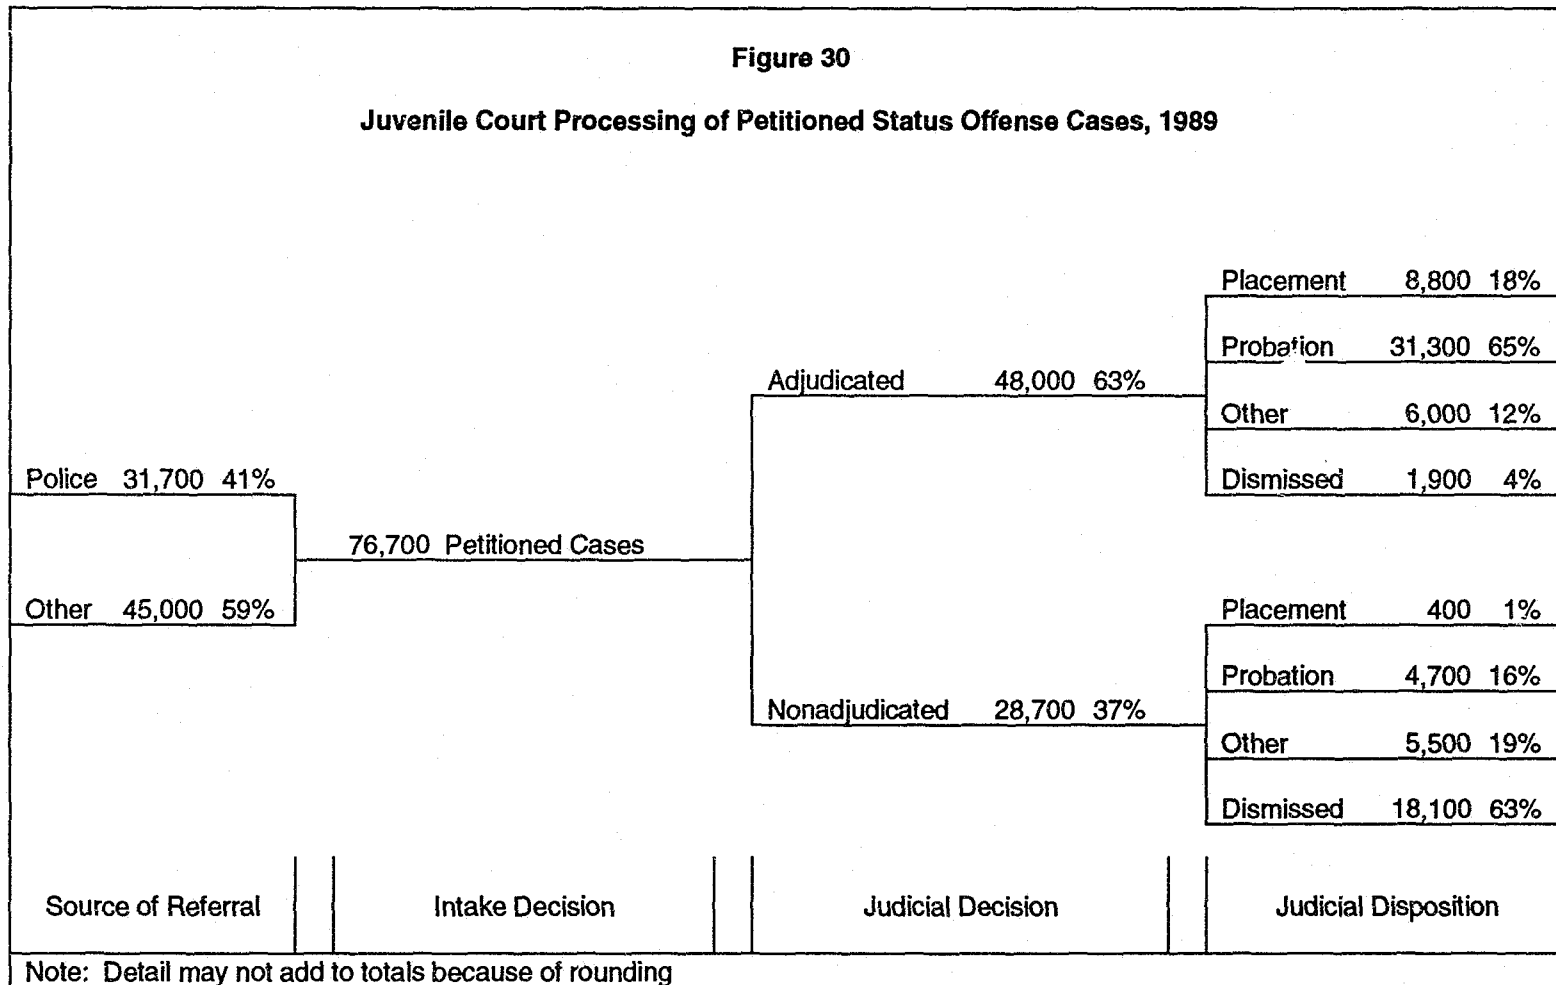 Figure 30
Juvenile Court Processing of Petitioned Status Offense Cases, 1989
Placement 8,800 18%
Probation 31,300 65%
Adjudicated 48,000 63%
Other 6,000 12%
Police 31,700 41%
Dismissed 1,900 4%
76,700 Petitioned Cases
Other 45,000 59%
Placement 400 1%
Probation 4,700 16%
Nonadjudicated 28,700 37%
Other 5,500 19%
Dismissed 18,100 63%
Source of Referral Intake Decision Judicial Decision Judicial Disposition
Note: Detail may not add to totals because of rounding